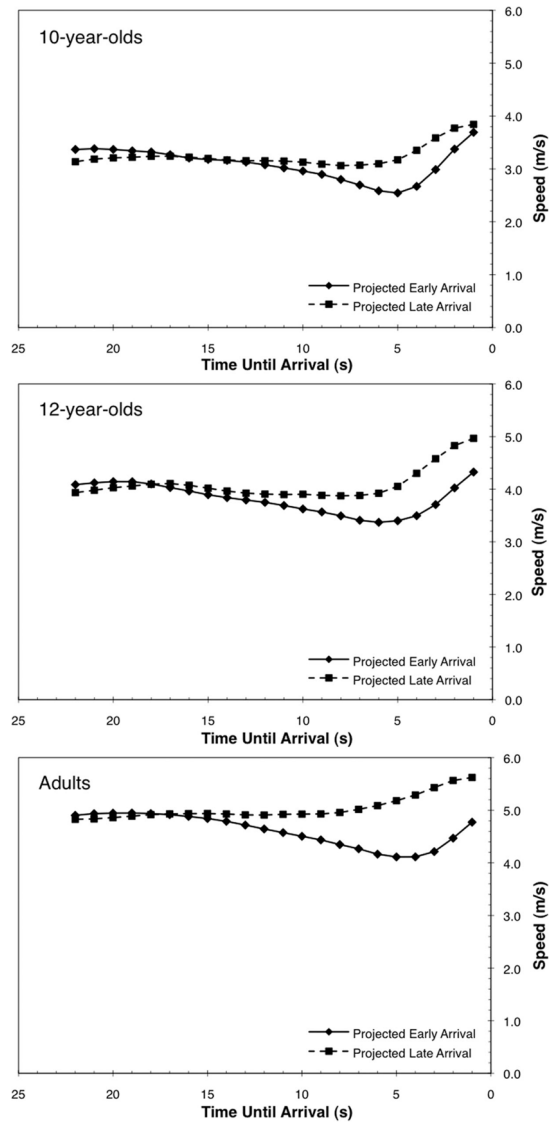 10-year-olds
6.0
5.0
4.0
3.0
2.0
1.0
0.0
Speed (m/s)
Projected Early Arrival
Projected Late Arrival
25 20 15 10 5 0
Time Until Arrival (s)
12-year-olds
6.0
5.0
4.0
3.0
2.0
1.0
0.0
Speed (m/s)
Projected Early Arrival
Projected Late Arrival
25 20 15 10 5 0
Time Until Arrival (s)
Adults
6.0
5.0
4.0
3.0
2.0
1.0
0.0
Speed (m/s)
Projected Early Arrival
Projected Late Arrival
25 20 15 10 5 0
Time Until Arrival (s)